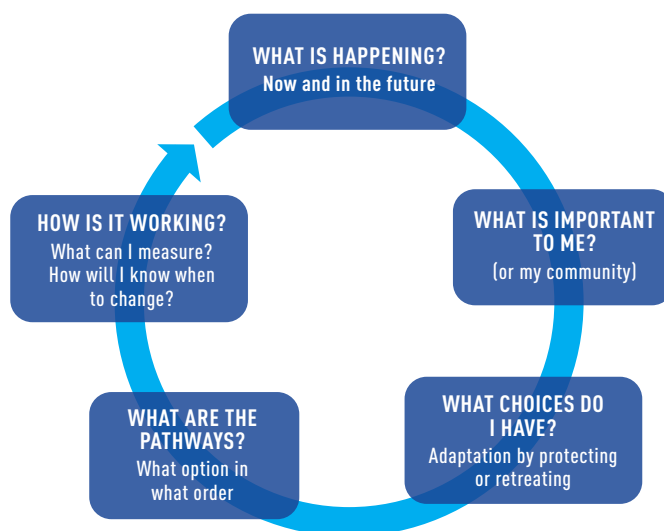 WHAT IS HAPPENING?
Now and in the future
WHAT IS IMPORTANT
TO ME?
(or my community)
WHAT CHOICES DO
I HAVE?
Adaptation by protecting
or retreating
WHAT ARE THE
PATHWAYS?
What option in
what order
HOW IS IT WORKING?
What can I measure?
How will I know when
to change?